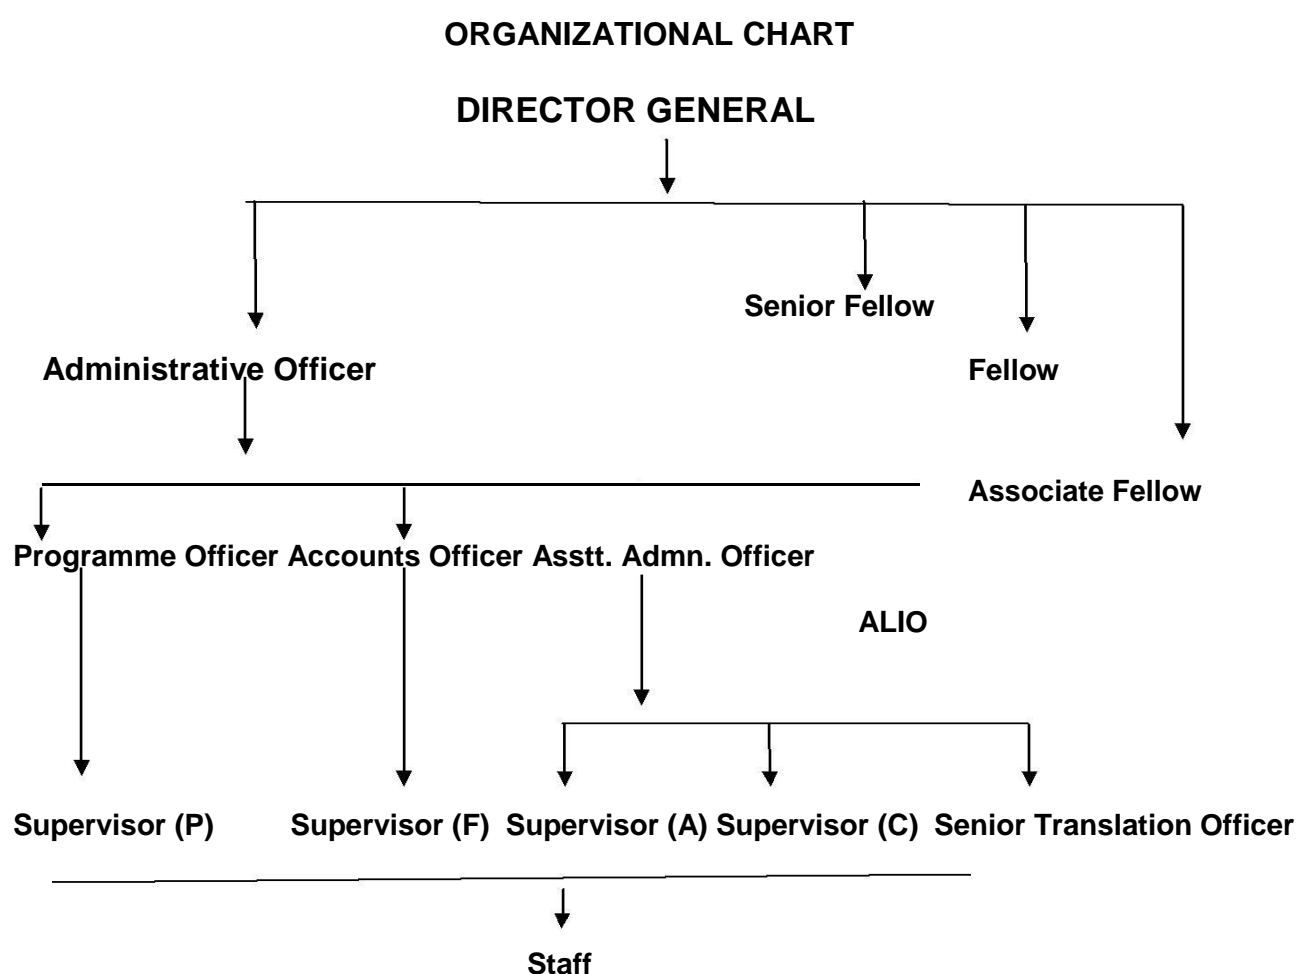 ORGANIZATIONAL CHART
DIRECTOR GENERAL
Senior Fellow
Administrative Officer
Fellow
Associate Fellow
Programme Officer Accounts Officer Asstt. Admn. Officer
ALIO
Supervisor (P) Supervisor (F) Supervisor (A) Supervisor (C) Senior Translation Officer
Staff